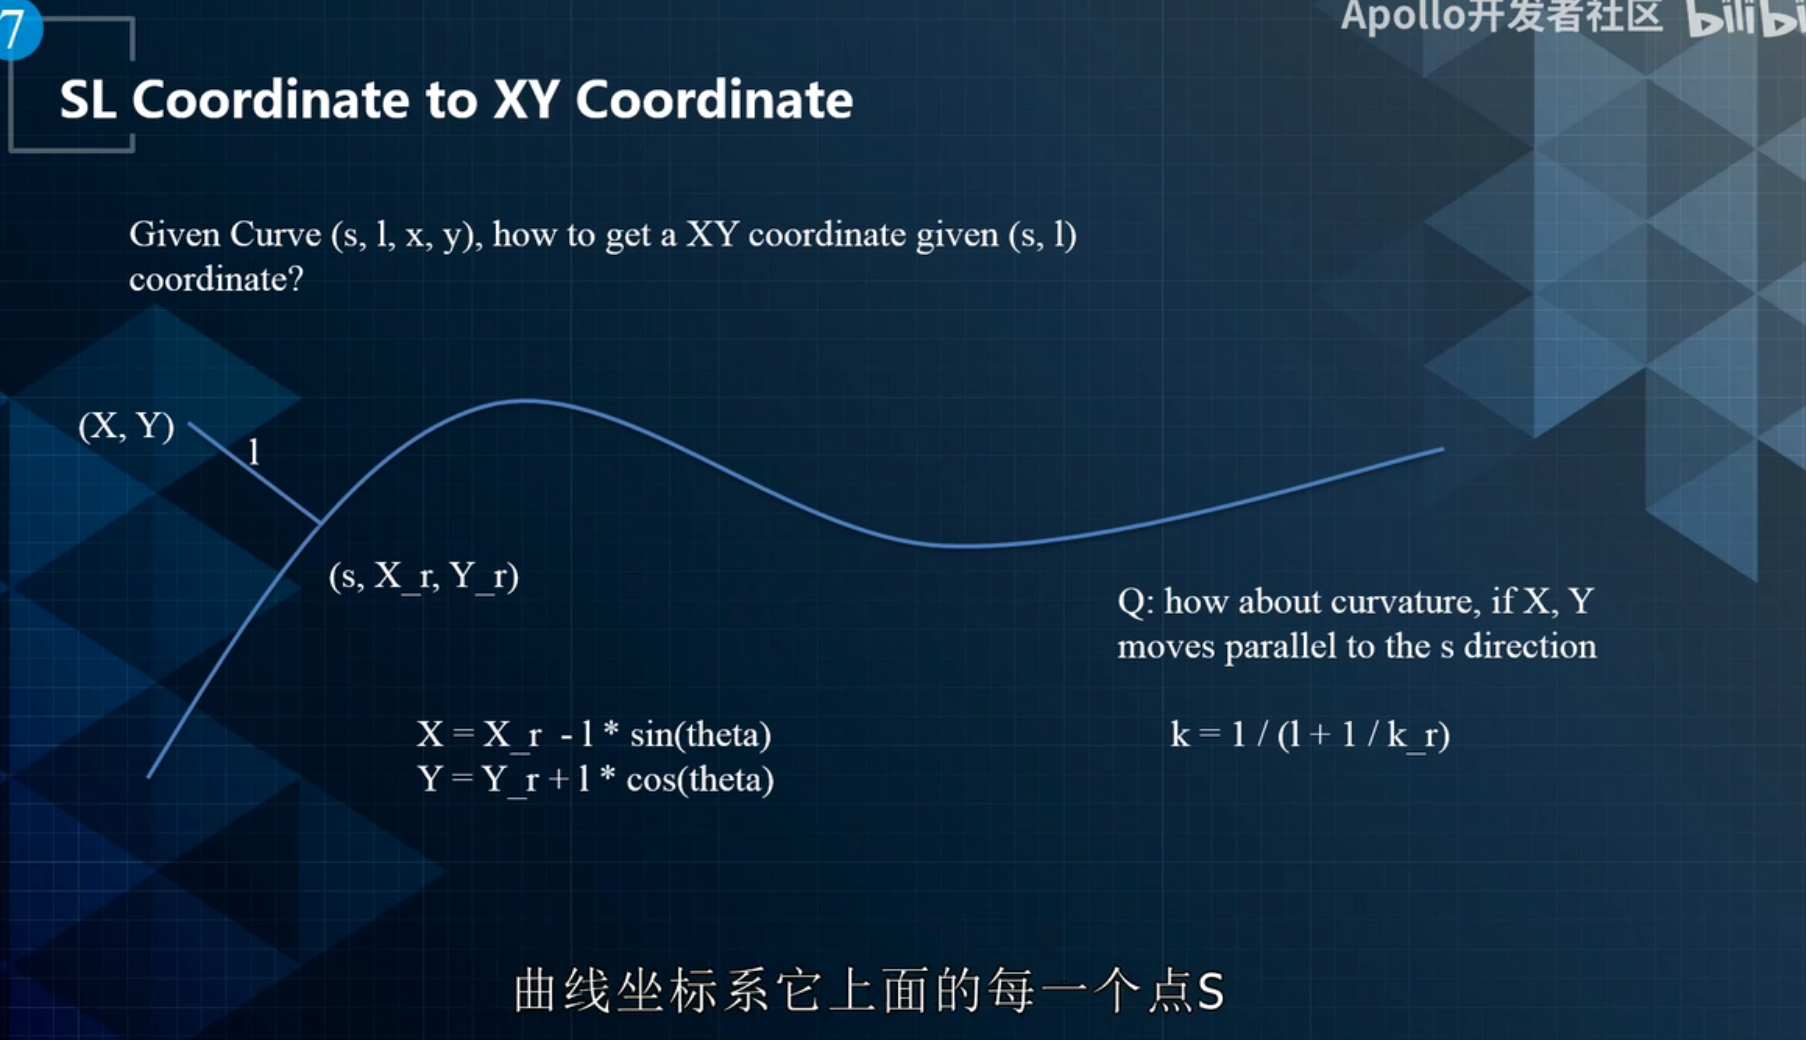 7
Apollo开发者社区 bilibi
SL Coordinate to XY Coordinate
Given Curve (s, l, x, y), how to get a XY coordinate given (s, l)
coordinate?
(X, Y)
l
(s, X_r, Y_r)
Q: how about curvature, if X, Y
moves parallel to the s direction
X = X_r - l * sin(theta)
Y = Y_r + l * cos(theta)
k = 1 / (l + 1 / k_r)
曲线坐标系它上面的每一个点S